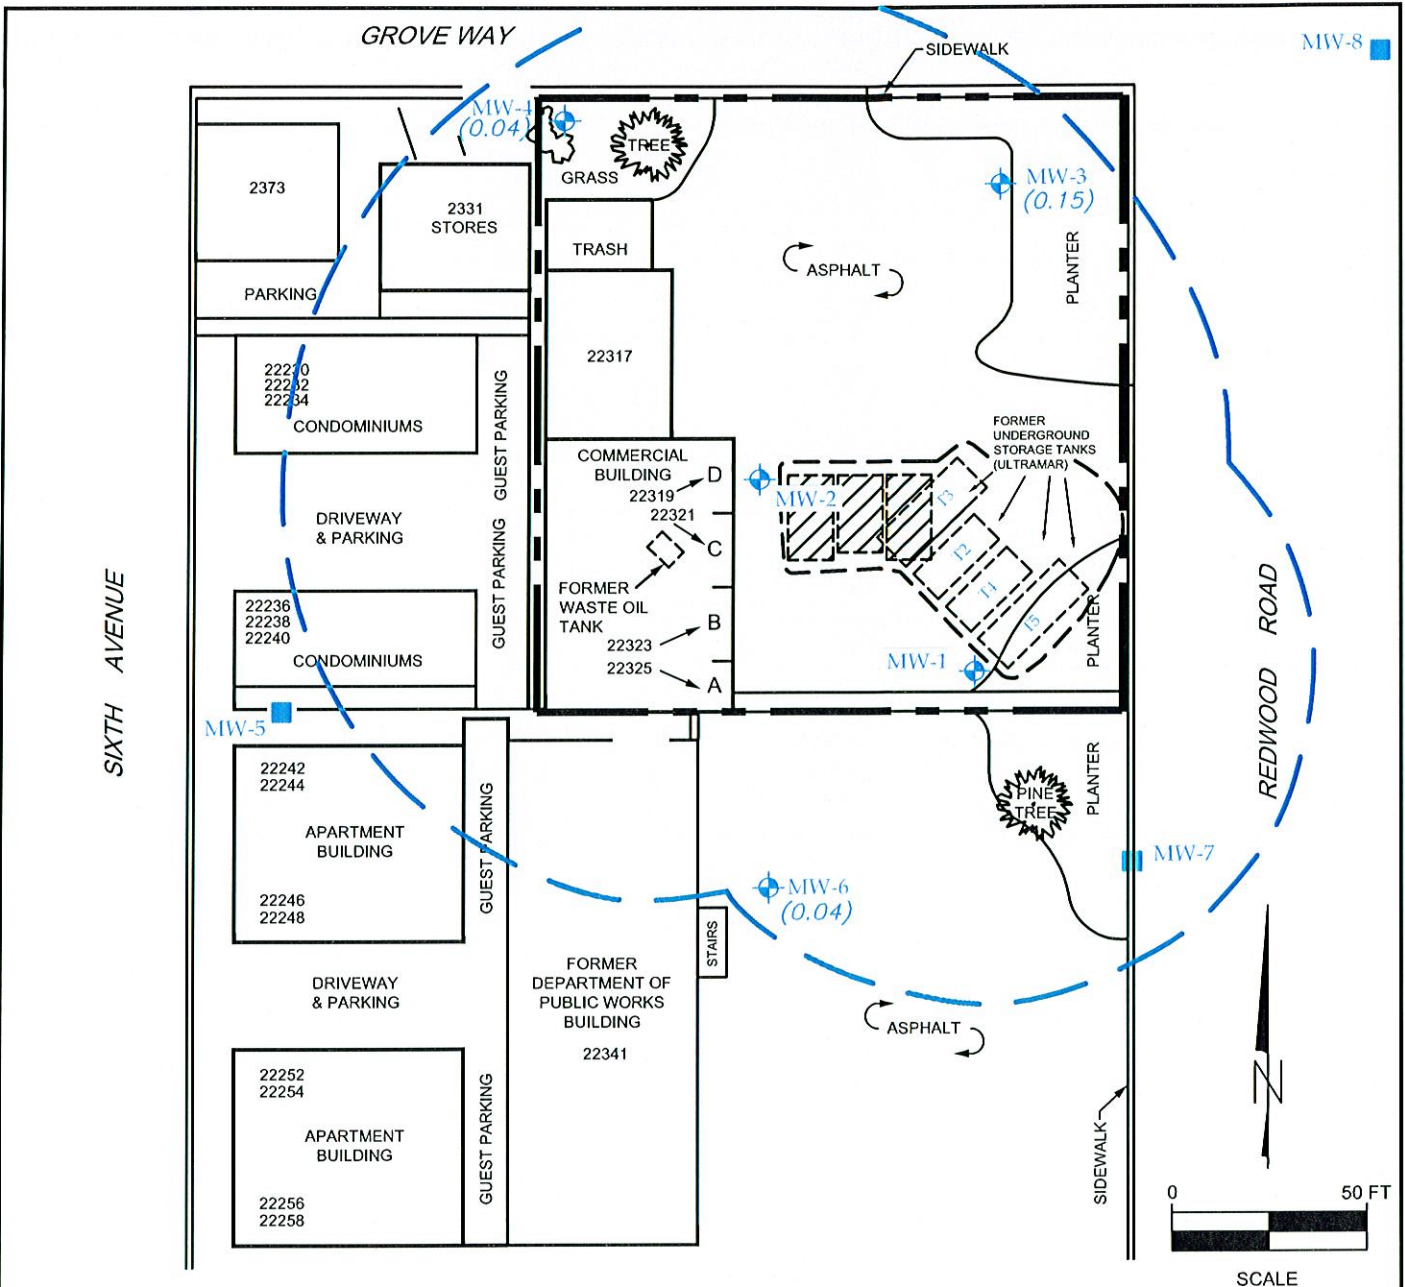 GROVE WAY
SIDEWALK
MW-8
MW-4
(0.04)
TREE
GRASS
MW-3
(0.15)
2373
2331
STORES
TRASH
ASPHALT
PLANTER
PARKING
22317
22230
22232
22234
CONDOMINIUMS
GUEST PARKING
FORMER
UNDERGROUND
STORAGE TANKS
(ULTRAMAR)
COMMERCIAL
BUILDING
D
22319
22321
MW-2
T3
DRIVEWAY
& PARKING
C
T2
FORMER
WASTE OIL
TANK
T4
SIXTH AVENUE
REDWOOD ROAD
GUEST PARKING
22236
22238
22240
CONDOMINIUMS
B
22323
22325
A
T5
PLANTER
MW-1
MW-5
22242
22244
APARTMENT
BUILDING
22246
22248
GUEST PARKING
PINE
TREE
PLANTER
MW-7
MW-6
(0.04)
STAIRS
DRIVEWAY
& PARKING
FORMER
DEPARTMENT OF
PUBLIC WORKS
BUILDING
22341
ASPHALT
22252
22254
APARTMENT
BUILDING
22256
22258
GUEST PARKING
SIDEWALK
N
0 50 FT
SCALE